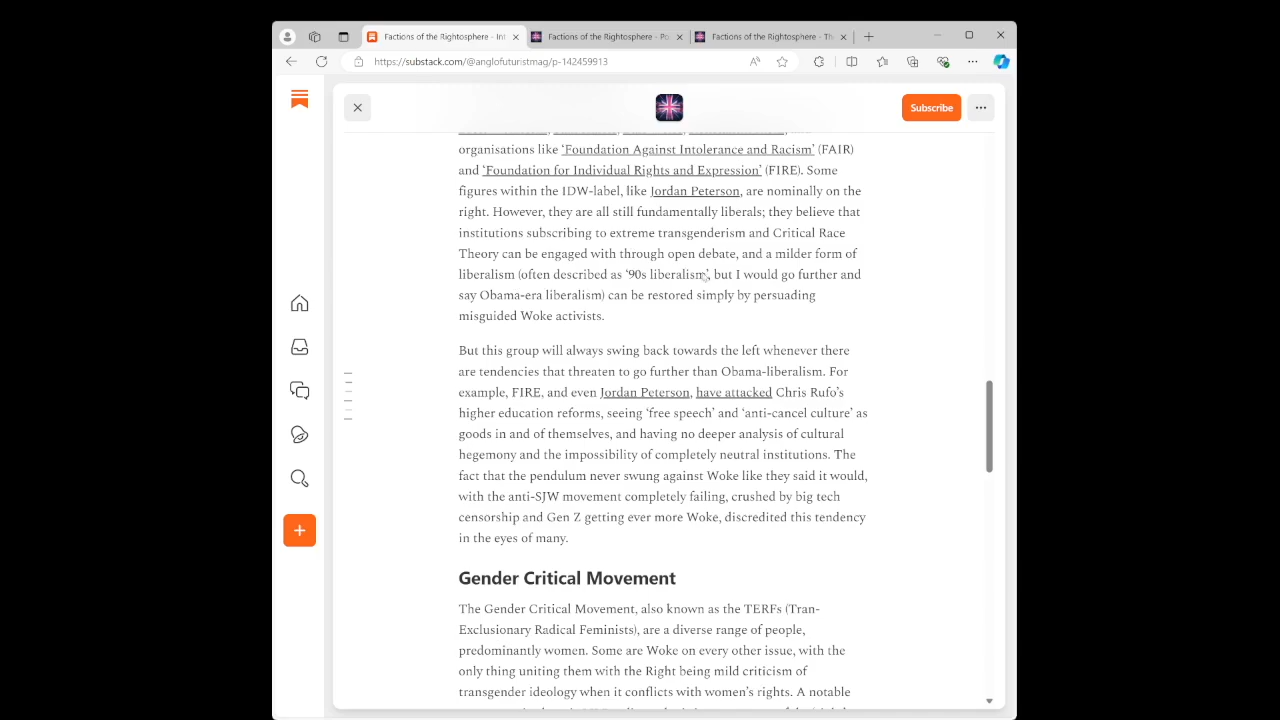 Factions of the Rightosphere - Int
Factions of the Rightosphere - Po
Factions of the Rightosphere - Th
https://substack.com/@anglofuturistmag/p-142459913
Subscribe
organisations like ‘Foundation Against Intolerance and Racism’ (FAIR)
and ‘Foundation for Individual Rights and Expression’ (FIRE). Some
figures within the IDW-label, like Jordan Peterson, are nominally on the
right. However, they are all still fundamentally liberals; they believe that
institutions subscribing to extreme transgenderism and Critical Race
Theory can be engaged with through open debate, and a milder form of
liberalism (often described as ‘90s liberalism’, but I would go further and
say Obama-era liberalism) can be restored simply by persuading
misguided Woke activists.
But this group will always swing back towards the left whenever there
are tendencies that threaten to go further than Obama-liberalism. For
example, FIRE, and even Jordan Peterson, have attacked Chris Rufo’s
higher education reforms, seeing ‘free speech’ and ‘anti-cancel culture’ as
goods in and of themselves, and having no deeper analysis of cultural
hegemony and the impossibility of completely neutral institutions. The
fact that the pendulum never swung against Woke like they said it would,
with the anti-SJW movement completely failing, crushed by big tech
censorship and Gen Z getting ever more Woke, discredited this tendency
in the eyes of many.
Gender Critical Movement
The Gender Critical Movement, also known as the TERFs (Tran-
Exclusionary Radical Feminists), are a diverse range of people,
predominantly women. Some are Woke on every other issue, with the
only thing uniting them with the Right being mild criticism of
transgender ideology when it conflicts with women’s rights. A notable